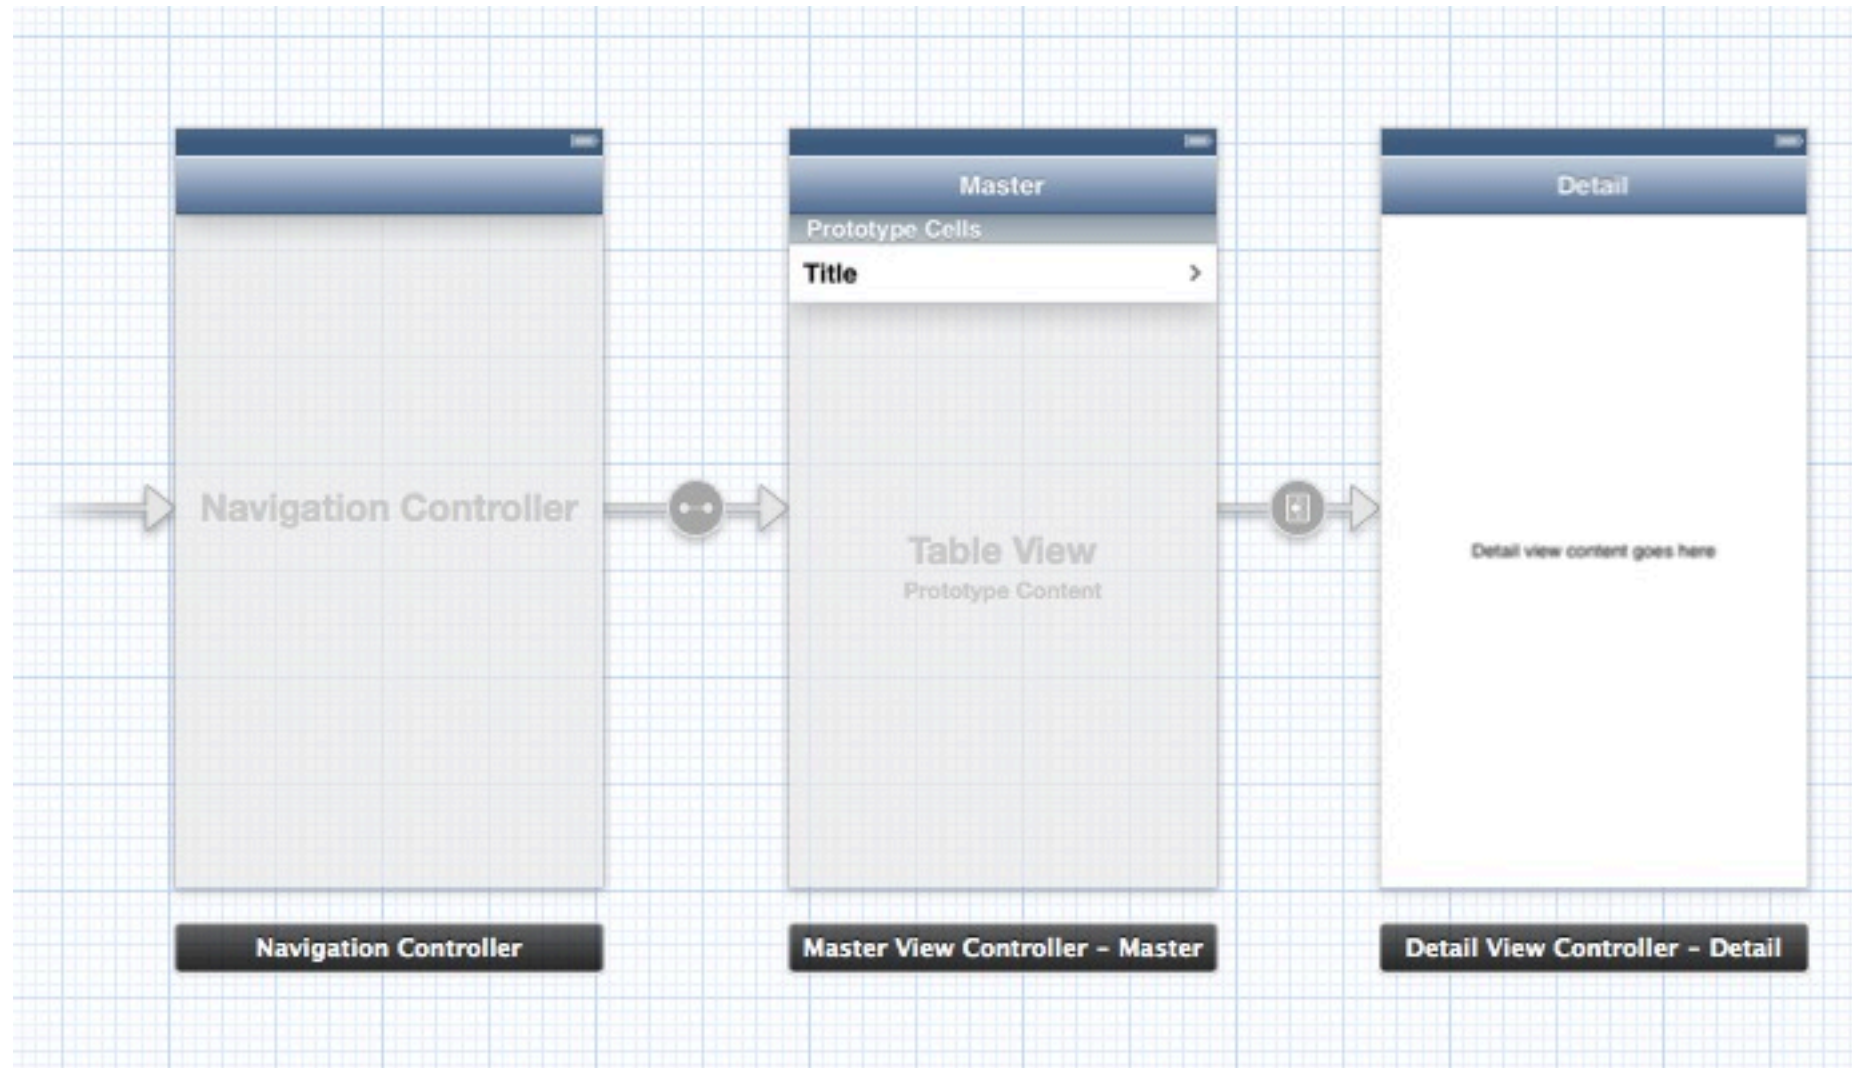 Navigation Controller
Navigation Controller
Master
Prototype Cells
Title
Table View
Prototype Content
Master View Controller – Master
Detail
Detail view content goes here
Detail View Controller – Detail